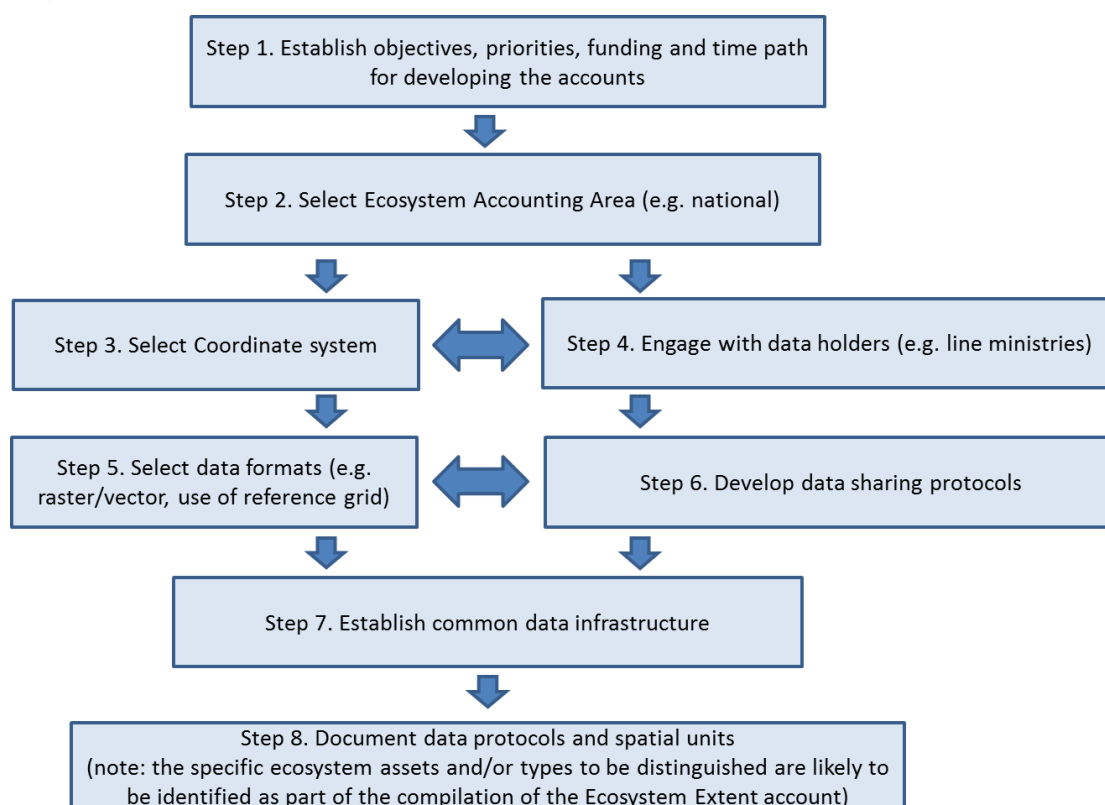 Step 1. Establish objectives, priorities, funding and time path
for developing the accounts
Step 2. Select Ecosystem Accounting Area (e.g. national)
Step 3. Select Coordinate system
Step 4. Engage with data holders (e.g. line ministries)
Step 5. Select data formats (e.g.
raster/vector, use of reference grid)
Step 6. Develop data sharing protocols
Step 7. Establish common data infrastructure
Step 8. Document data protocols and spatial units
(note: the specific ecosystem assets and/or types to be distinguished are likely to
be identified as part of the compilation of the Ecosystem Extent account)